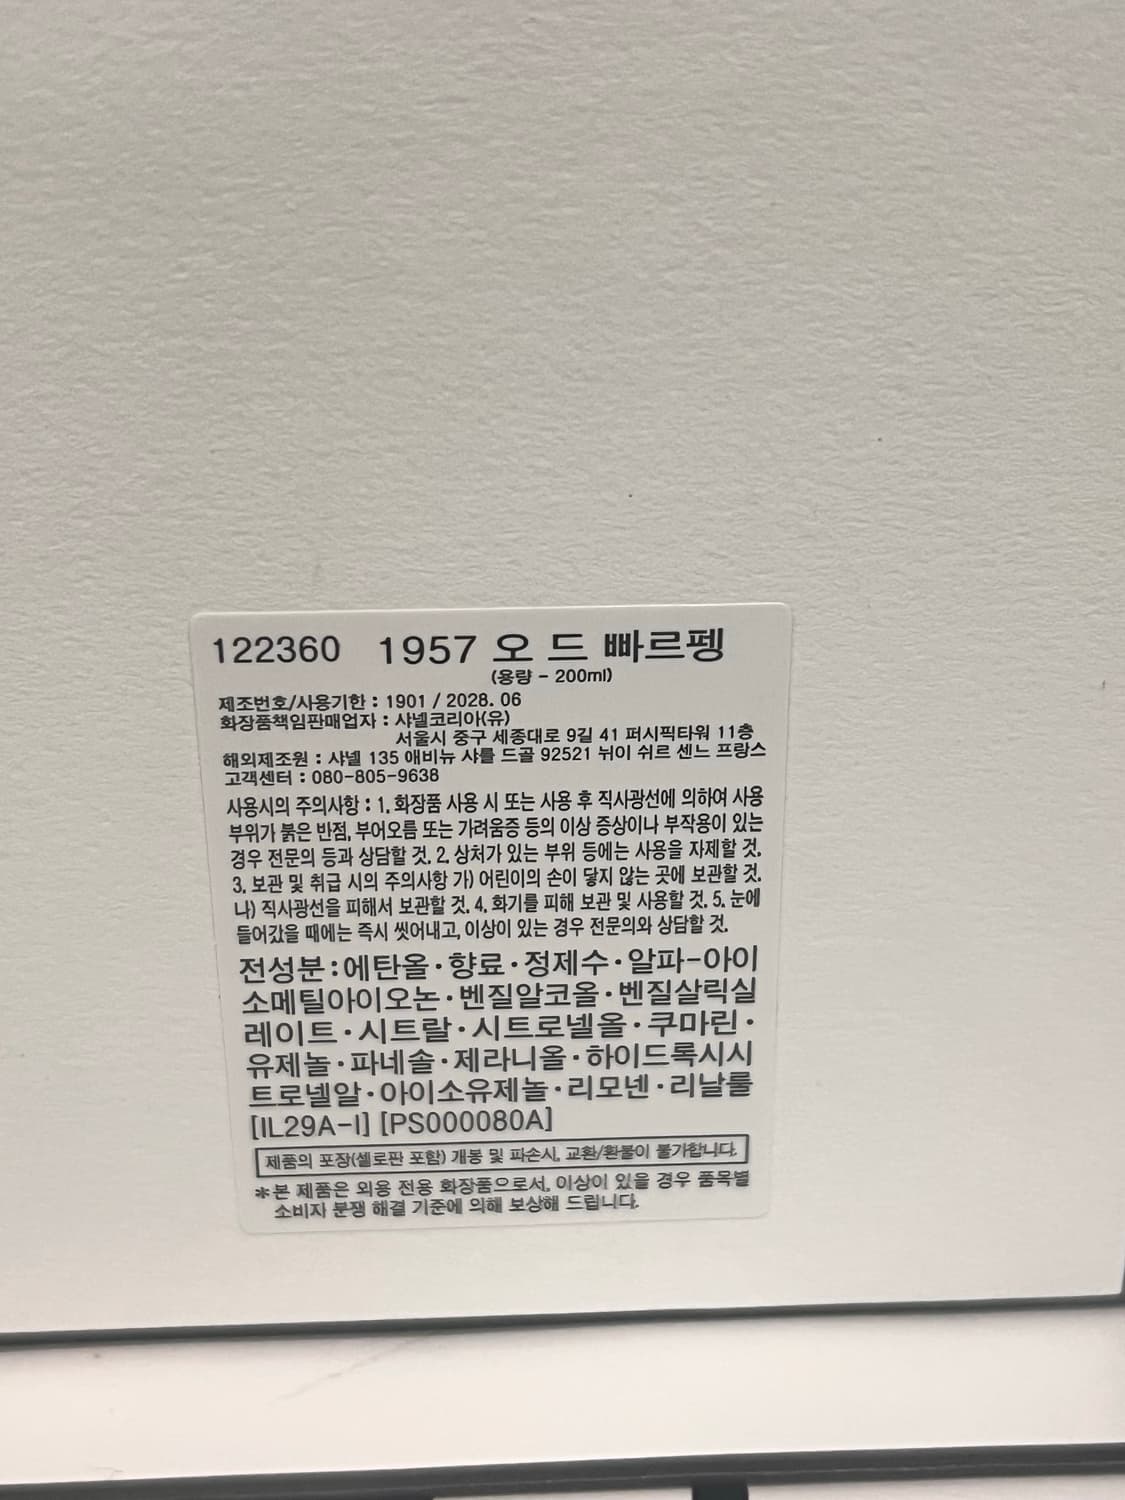 122360 1957 오 드 빠르펭
(용량 - 200ml)
제조번호/사용기한 : 1901 / 2028. 06
화장품책임판매업자 : 샤넬코리아(유)
서울시 중구 세종대로 9길 41 퍼시픽타워 11층
해외제조원 : 샤넬 135 애비뉴 샤를 드골 92521 뉘이 쉬르 센느 프랑스
고객센터 : 080-805-9638
사용시의 주의사항 : 1. 화장품 사용 시 또는 사용 후 직사광선에 의하여 사용
부위가 붉은 반점, 부어오름 또는 가려움증 등의 이상 증상이나 부작용이 있는
경우 전문의 등과 상담할 것. 2. 상처가 있는 부위 등에는 사용을 자제할 것.
3. 보관 및 취급 시의 주의사항 가) 어린이의 손이 닿지 않는 곳에 보관할 것.
나) 직사광선을 피해서 보관할 것. 4. 화기를 피해 보관 및 사용할 것. 5. 눈에
들어갔을 때에는 즉시 씻어내고, 이상이 있는 경우 전문의와 상담할 것.
전성분 : 에탄올·향료·정제수·알파-아이
소메틸아이오논·벤질알코올·벤질살릭실
레이트·시트랄·시트로넬올·쿠마린·
유제놀·파네솔·제라니올·하이드록시시
트로넬알·아이소유제놀·리모넨·리날룰
[IL29A-I] [PS000080A]
제품의 포장(셀로판 포함) 개봉 및 파손시, 교환/환불이 불가합니다.
*본 제품은 외용 전용 화장품으로서, 이상이 있을 경우 품목별
소비자 분쟁 해결 기준에 의해 보상해 드립니다.